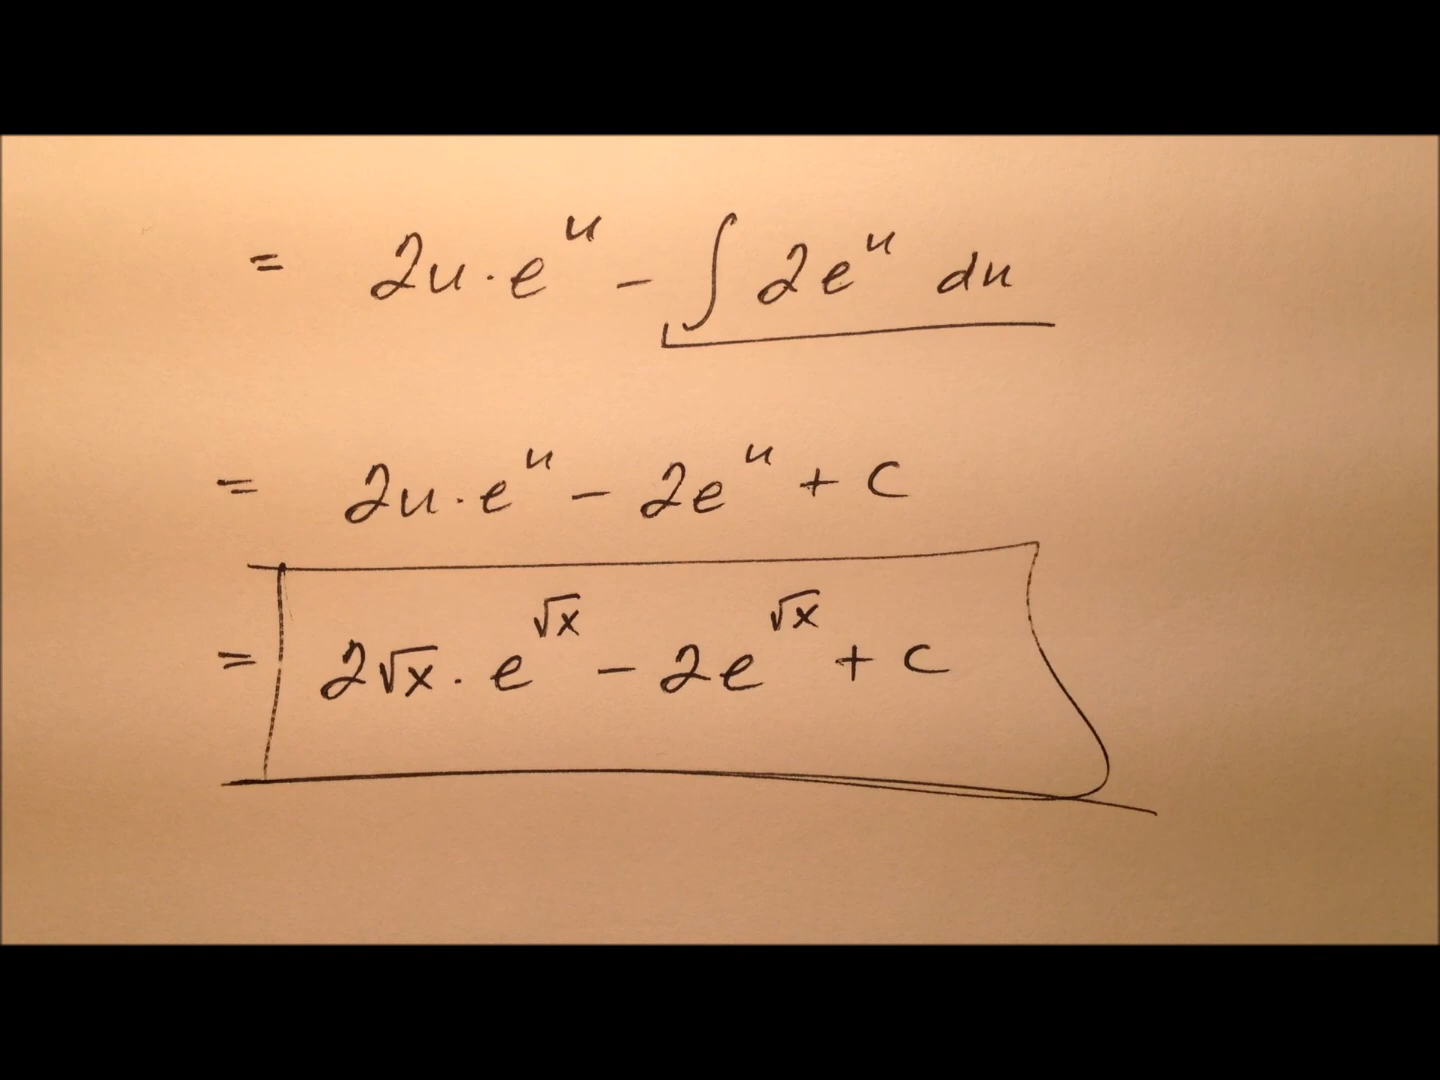 = 2u · e^u - ∫ 2e^u du
= 2u · e^u - 2e^u + c
= 2√x · e^√x - 2e^√x + c